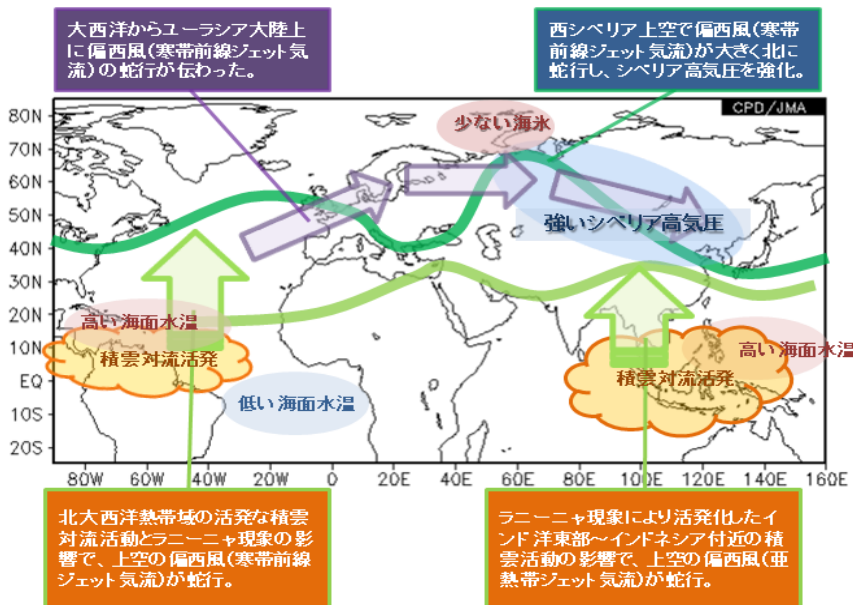 大西洋からユーラシア大陸上
に偏西風(寒帯前線ジェット気
流)の蛇行が伝わった。
西シベリア上空で偏西風(寒帯
前線ジェット気流)が大きく北に
蛇行し、シベリア高気圧を強化。
CPD/JMA
80N
70N
60N
50N
40N
30N
20N
10N
EQ
10S
20S
少ない海氷
強いシベリア高気圧
高い海面水温
積雲対流活発
低い海面水温
高い海面水温
積雲対流活発
80W
60W
40W
20W
0
20E
40E
60E
80E
100E
120E
140E
160E
北大西洋熱帯域の活発な積雲
対流活動とラニーニャ現象の影
響で、上空の偏西風(寒帯前線
ジェット気流)が蛇行。
ラニーニャ現象により活発化したイン
ド洋東部～インドネシア付近の積
雲活動の影響で、上空の偏西風(亜
熱帯ジェット気流)が蛇行。